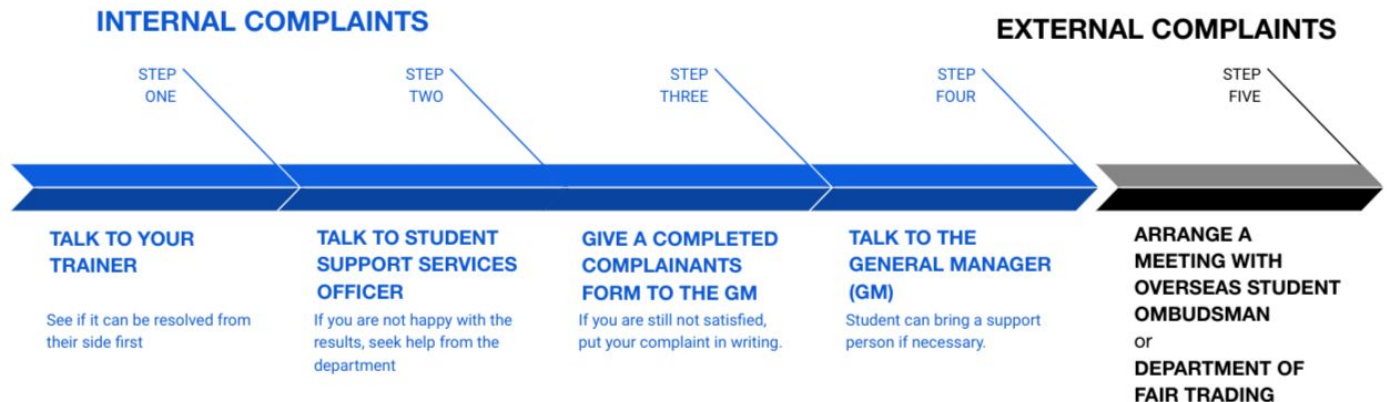 INTERNAL COMPLAINTS
EXTERNAL COMPLAINTS
STEP
ONE
TALK TO YOUR
TRAINER
See if it can be resolved from
their side first
STEP
TWO
TALK TO STUDENT
SUPPORT SERVICES
OFFICER
If you are not happy with the
results, seek help from the
department
STEP
THREE
GIVE A COMPLETED
COMPLAINANTS
FORM TO THE GM
If you are still not satisfied,
put your complaint in writing.
STEP
FOUR
TALK TO THE
GENERAL MANAGER
(GM)
Student can bring a support
person if necessary.
STEP
FIVE
ARRANGE A
MEETING WITH
OVERSEAS STUDENT
OMBUDSMAN
or
DEPARTMENT OF
FAIR TRADING